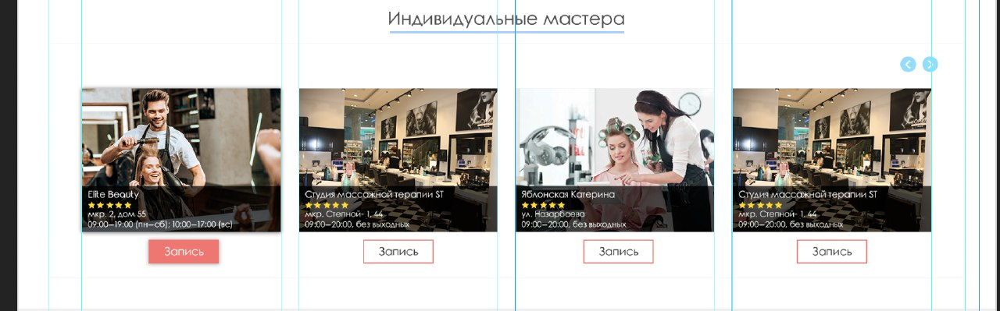 Индивидуальные мастера
Elite Beauty
мкр. 2, дом 55
09:00—19:00 (пн—сб); 10:00—17:00 (вс)
Запись
Студия массажной терапии ST
мкр. Степной- 1, 44
09:00—20:00, без выходных
Запись
Яблонская Катерина
ул. Назарбаева
09:00—20:00, без выходных
Запись
Студия массажной терапии ST
мкр. Степной- 1, 44
09:00—20:00, без выходных
Запись